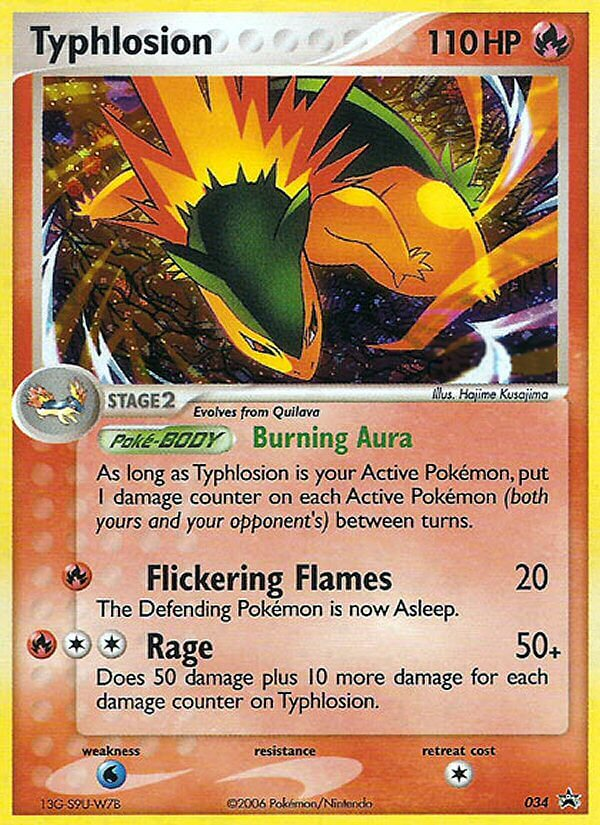 Typhlosion 110 HP
Illus. Hajime Kusajima
STAGE 2
Evolves from Quilava
Poké-BODY Burning Aura
As long as Typhlosion is your Active Pokémon, put
1 damage counter on each Active Pokémon (both
yours and your opponent's) between turns.
Flickering Flames 20
The Defending Pokémon is now Asleep.
Rage 50+
Does 50 damage plus 10 more damage for each
damage counter on Typhlosion.
weakness resistance retreat cost
13G-S9U-W7B ©2006 Pokémon/Nintendo 034